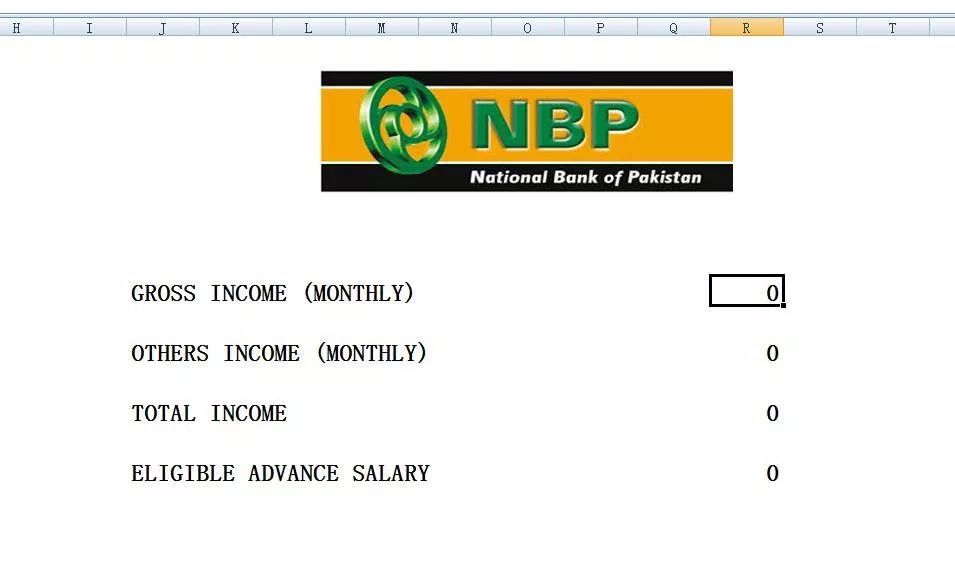 H I J K L M N O P Q R S T
NBP
National Bank of Pakistan
GROSS INCOME (MONTHLY) 0
OTHERS INCOME (MONTHLY) 0
TOTAL INCOME 0
ELIGIBLE ADVANCE SALARY 0